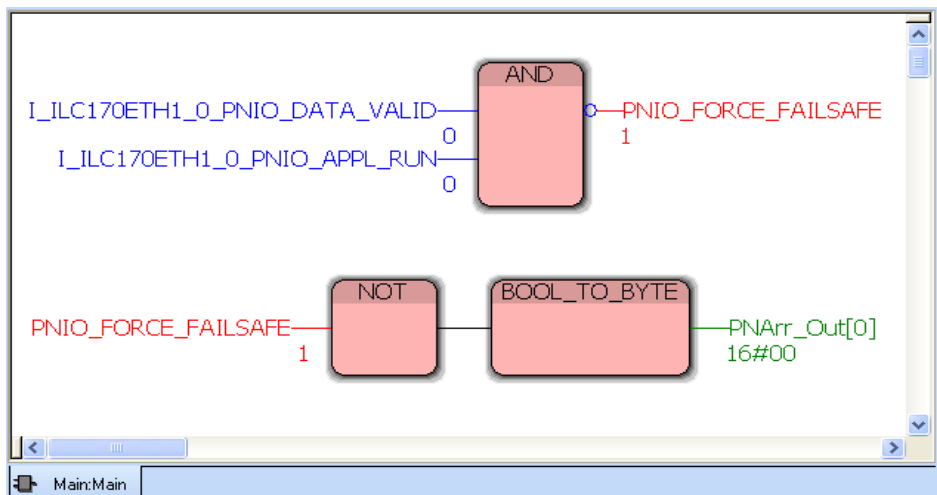 AND
I_ILC170ETH1_0_PNIO_DATA_VALID
PNIO_FORCE_FAILSAFE
0
1
I_ILC170ETH1_0_PNIO_APPL_RUN
0
NOT
BOOL_TO_BYTE
PNIO_FORCE_FAILSAFE
PNArr_Out[0]
1
16#00
Main:Main